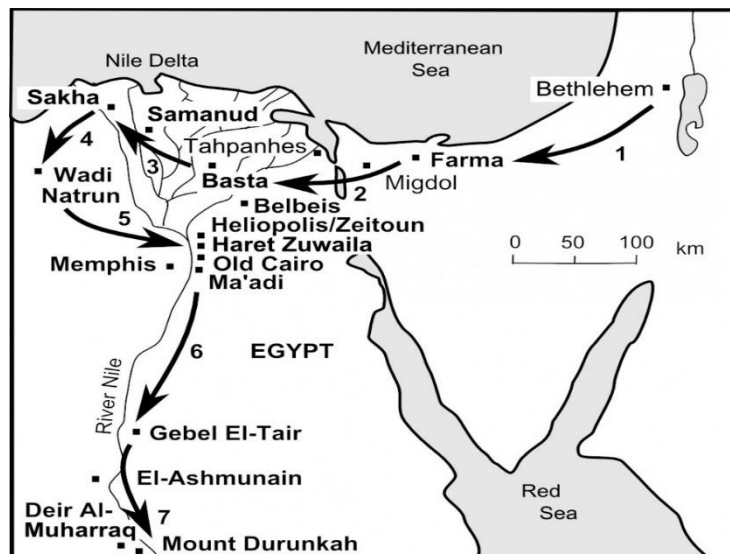 Mediterranean
Sea
Nile Delta
Bethlehem
Sakha
Samanud
4
Tahpanhes
3
1
Farma
Wadi
Natrun
Basta
2
Migdol
Belbeis
5
Heliopolis/Zeitoun
Haret Zuwaila
Memphis
Old Cairo
Ma'adi
0 50 100 km
6
EGYPT
River Nile
Gebel El-Tair
El-Ashmunain
Red
Sea
Deir Al-
Muharraq
7
Mount Durunkah